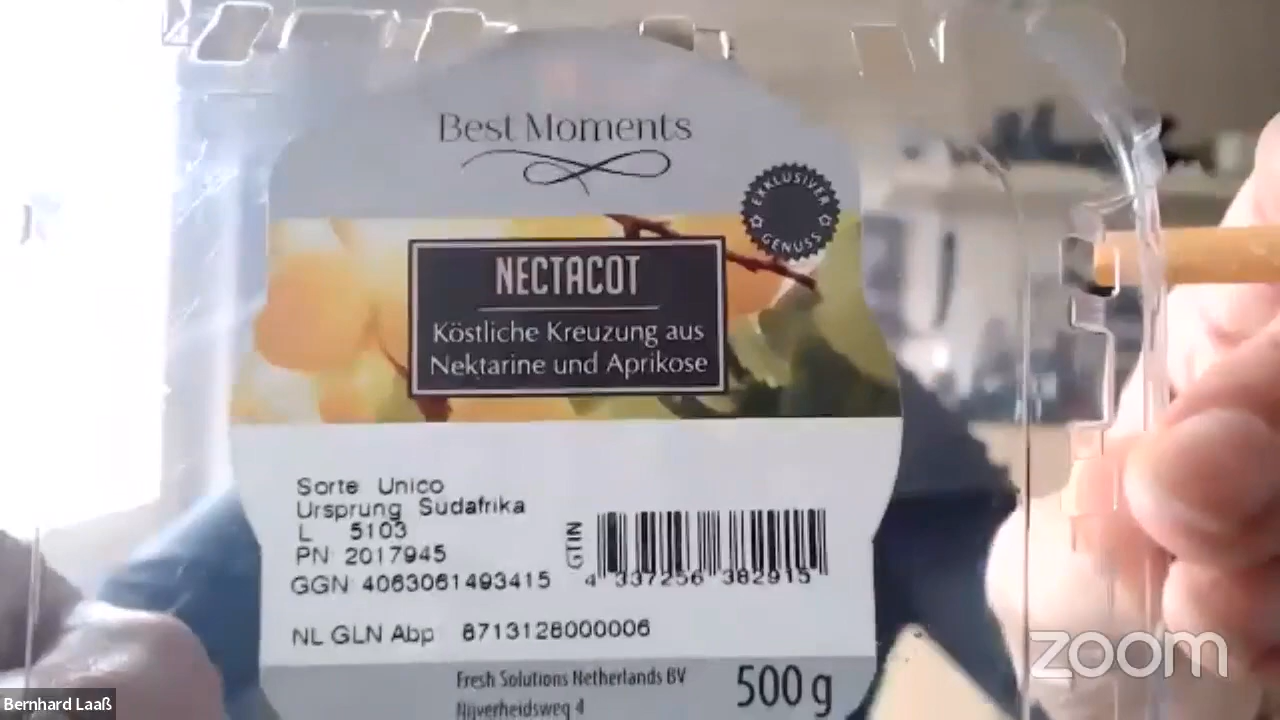 Best Moments
EXKLUSIVER
GENUSS
NECTACOT
Köstliche Kreuzung aus
Nektarine und Aprikose
Sorte Unico
Ursprung Sudafrika
L 5103
PN 2017945
GGN 4063061493415
GTIN
4 337256 382915
NL GLN Abp 8713128000006
Fresh Solutions Netherlands BV
500 g
Nijverheidsweg 4
zoom
Bernhard Laaß